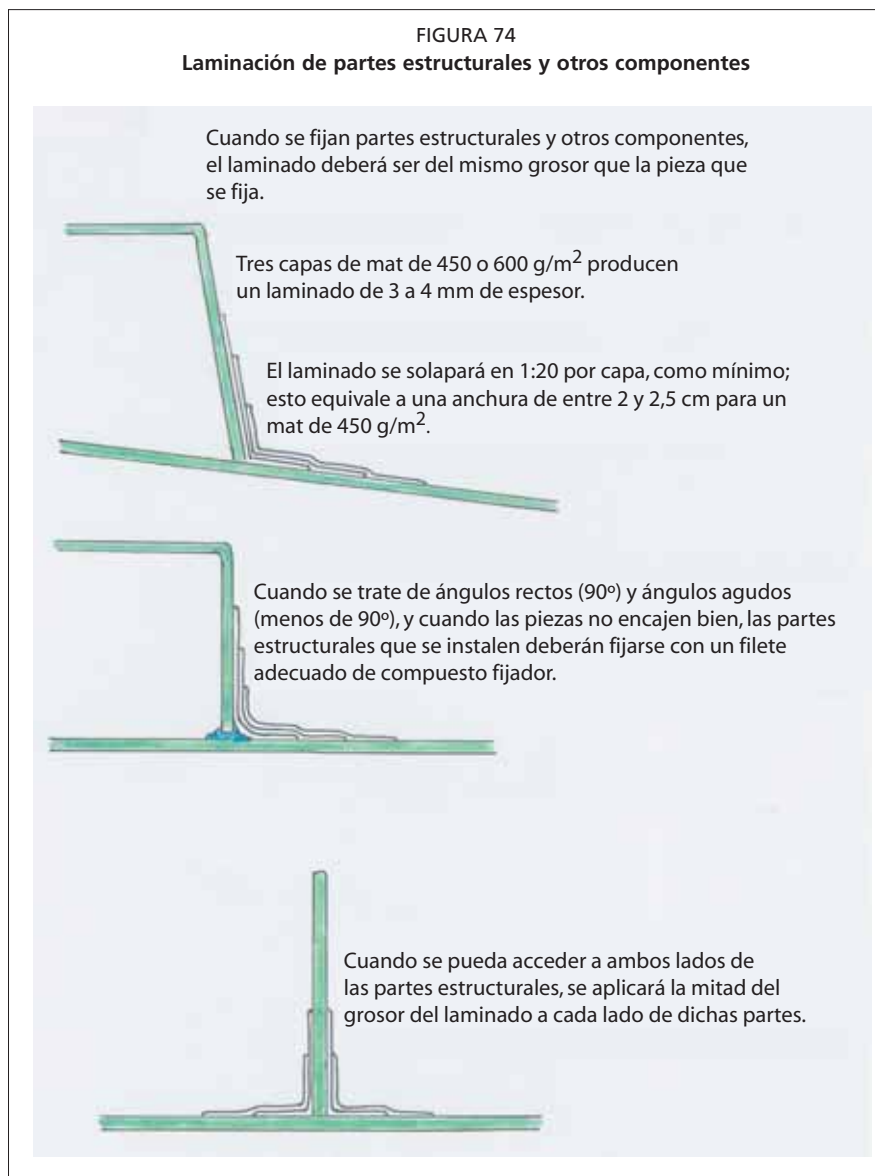 FIGURA 74
Laminación de partes estructurales y otros componentes
Cuando se fijan partes estructurales y otros componentes,
el laminado deberá ser del mismo grosor que la pieza que
se fija.
Tres capas de mat de 450 o 600 g/m² producen
un laminado de 3 a 4 mm de espesor.
El laminado se solapará en 1:20 por capa, como mínimo;
esto equivale a una anchura de entre 2 y 2,5 cm para un
mat de 450 g/m².
Cuando se trate de ángulos rectos (90º) y ángulos agudos
(menos de 90º), y cuando las piezas no encajen bien, las partes
estructurales que se instalen deberán fijarse con un filete
adecuado de compuesto fijador.
Cuando se pueda acceder a ambos lados de
las partes estructurales, se aplicará la mitad del
grosor del laminado a cada lado de dichas partes.